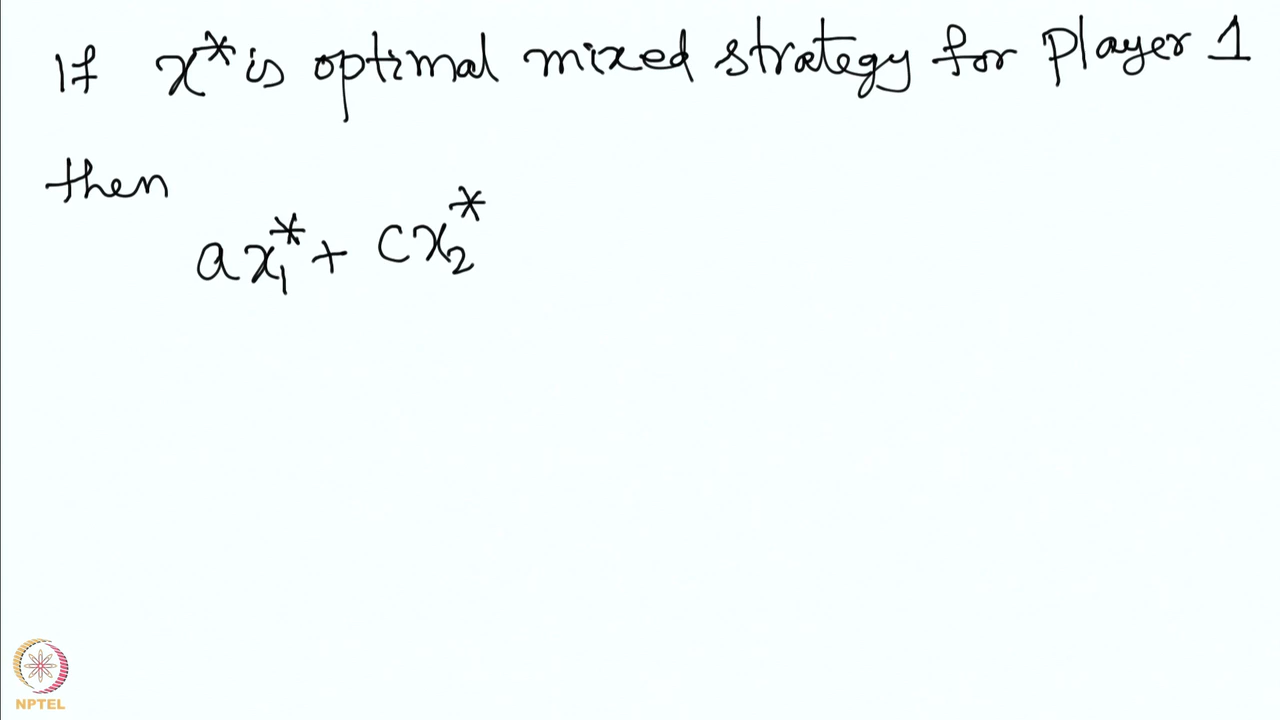 If x* is optimal mixed strategy for Player 1
then
ax₁* + cx₂*
NPTEL